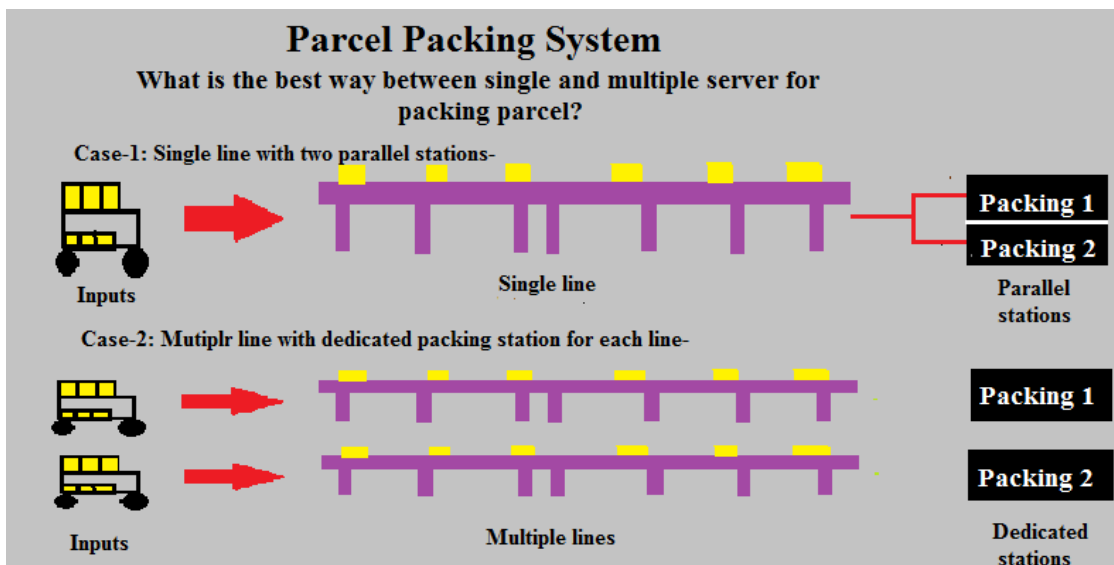 Parcel Packing System
What is the best way between single and multiple server for
packing parcel?
Case-1: Single line with two parallel stations-
Packing 1
Packing 2
Inputs
Single line
Parallel
stations
Case-2: Mutiplr line with dedicated packing station for each line-
Packing 1
Packing 2
Inputs
Multiple lines
Dedicated
stations